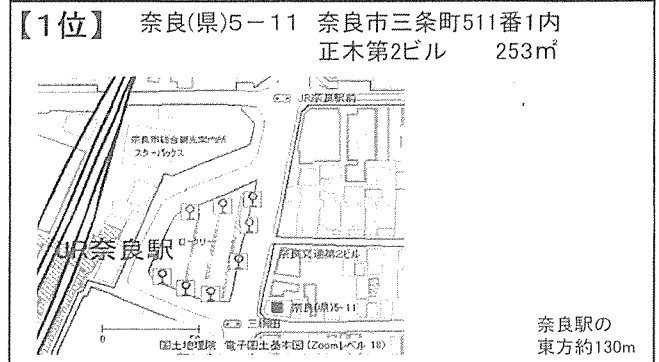 【1位】 奈良(県)5-11 奈良市三条町511番1内
正木第2ビル 253㎡
JR奈良駅前
奈良市総合観光案内所
スターバックス
JR奈良駅
ロータリー
奈良交通第2ビル
奈良(県)5-11
三条町
0 50
国土地理院 電子国土基本図(Zoomレベル 18)
奈良駅の
東方約130m